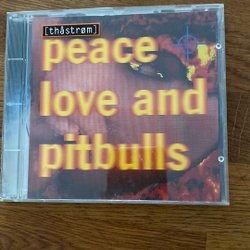 [thåstrøm]
peace
love and
pitbulls